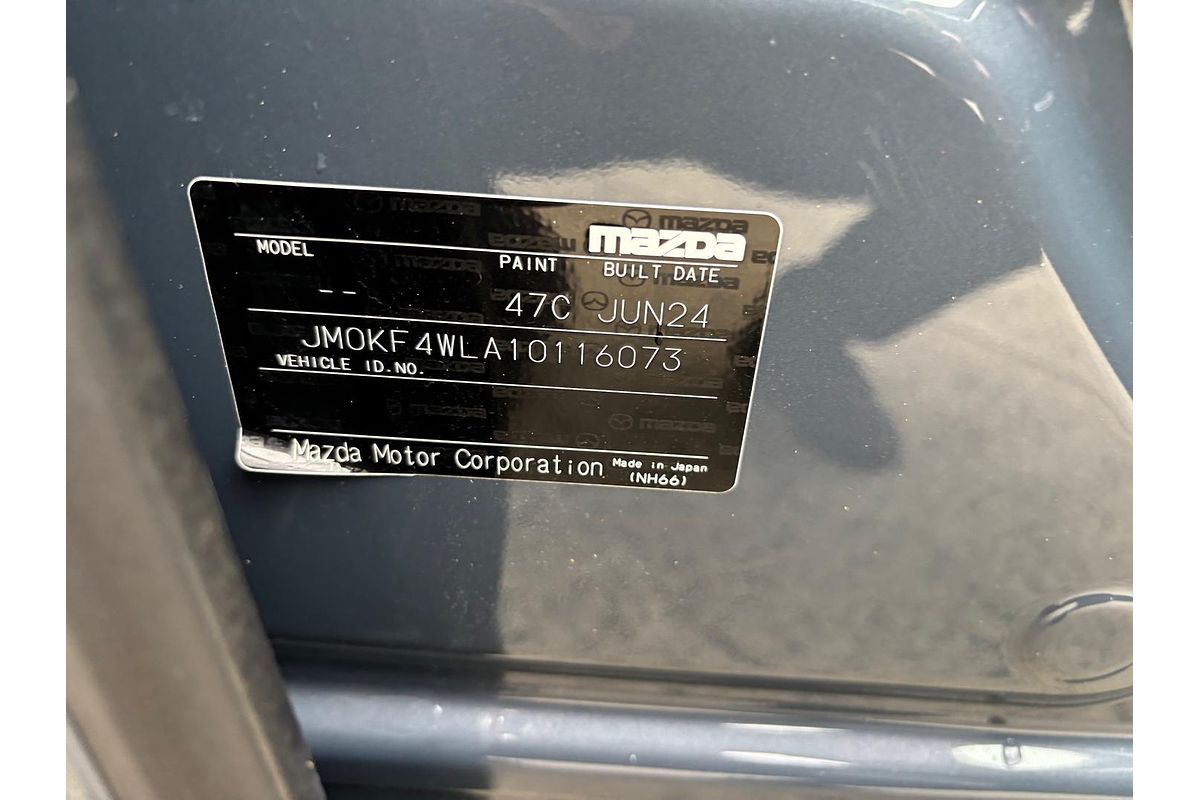 mazda
MODEL PAINT BUILT DATE
-- 47C JUN24
JM0KF4WLA10116073
VEHICLE ID.NO.
Mazda Motor Corporation Made in Japan
(NH66)